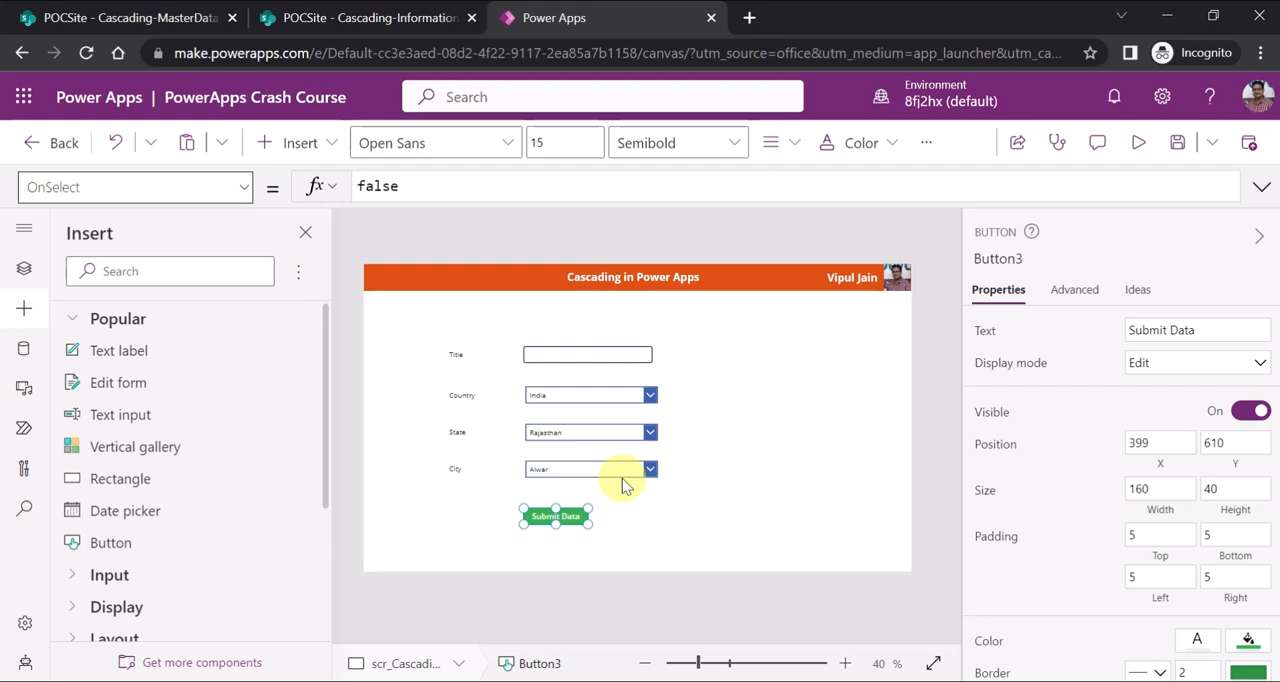 POCSite - Cascading-MasterData
POCSite - Cascading-Information
Power Apps
make.powerapps.com/e/Default-cc3e3aed-08d2-4f22-9117-2ea85a7b1158/canvas/?utm_source=office&utm_medium=app_launcher&utm_ca...
Incognito
Power Apps | PowerApps Crash Course
Search
Environment
8fj2hx (default)
Back
Insert
Open Sans
15
Semibold
Color
OnSelect
=
fx
false
Insert
Search
Popular
Text label
Edit form
Text input
Vertical gallery
Rectangle
Date picker
Button
Input
Display
Layout
Get more components
Cascading in Power Apps
Vipul Jain
Title
Country
India
State
Rajasthan
City
Alwar
Submit Data
scr_Cascadi...
Button3
40 %
BUTTON
Button3
Properties
Advanced
Ideas
Text
Submit Data
Display mode
Edit
Visible
On
Position
399
610
X
Y
Size
160
40
Width
Height
Padding
5
5
Top
Bottom
5
5
Left
Right
Color
A
Border
2